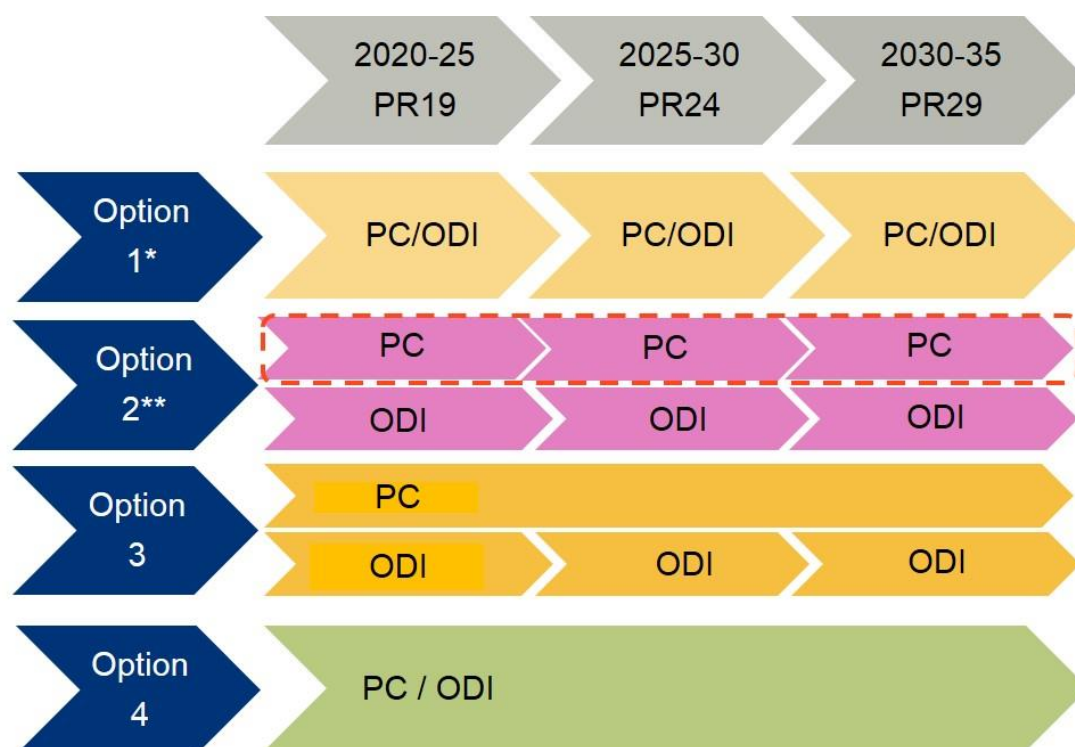 2020-25 2025-30 2030-35
PR19 PR24 PR29
Option
1*
PC/ODI PC/ODI PC/ODI
Option
2**
PC PC PC
ODI ODI ODI
Option
3
PC
ODI ODI ODI
Option
4
PC / ODI